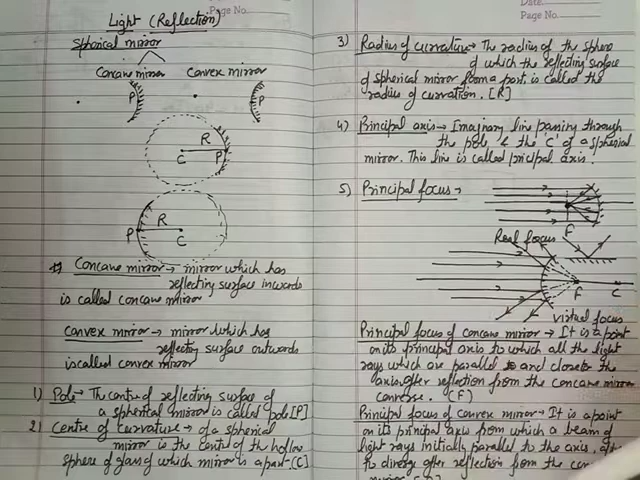 Light (Reflection)
Page No.
Spherical mirror
Concave mirror
Convex mirror
P
P
R
C
P
R
P
C
Concave mirror → mirror which has
reflecting surface inwards
is called concave mirror
Convex mirror → mirror which has
reflecting surface outwards
is called convex mirror
1) Pole → The centre of reflecting surface of
a spherical mirror is called pole [P]
2) Centre of curvature → of a spherical
mirror is the centre of the hollow
sphere of glass of which mirror is a part (C)
Date
Page No.
3) Radius of curvature → The radius of the sphere
of which the reflecting surface
of spherical mirror form a part, is called the
radius of curvation. [R]
4) Principal axis → Imaginary line passing through
the pole & the 'C' of a spherical
mirror. This line is called pricipal axis.
5) Principal focus →
F
Real focus
F
C
virtual focus
Principal focus of concave mirror → It is a point
on its principal axis to which all the light
rays which are parallel to and closeto the
axis, after reflection from the concave mirror
converse. (F)
Principal focus of convex mirror → It is a point
on its principal axis from which a beam of
light rays initially parallel to the axis,
to diverge after reflection from the